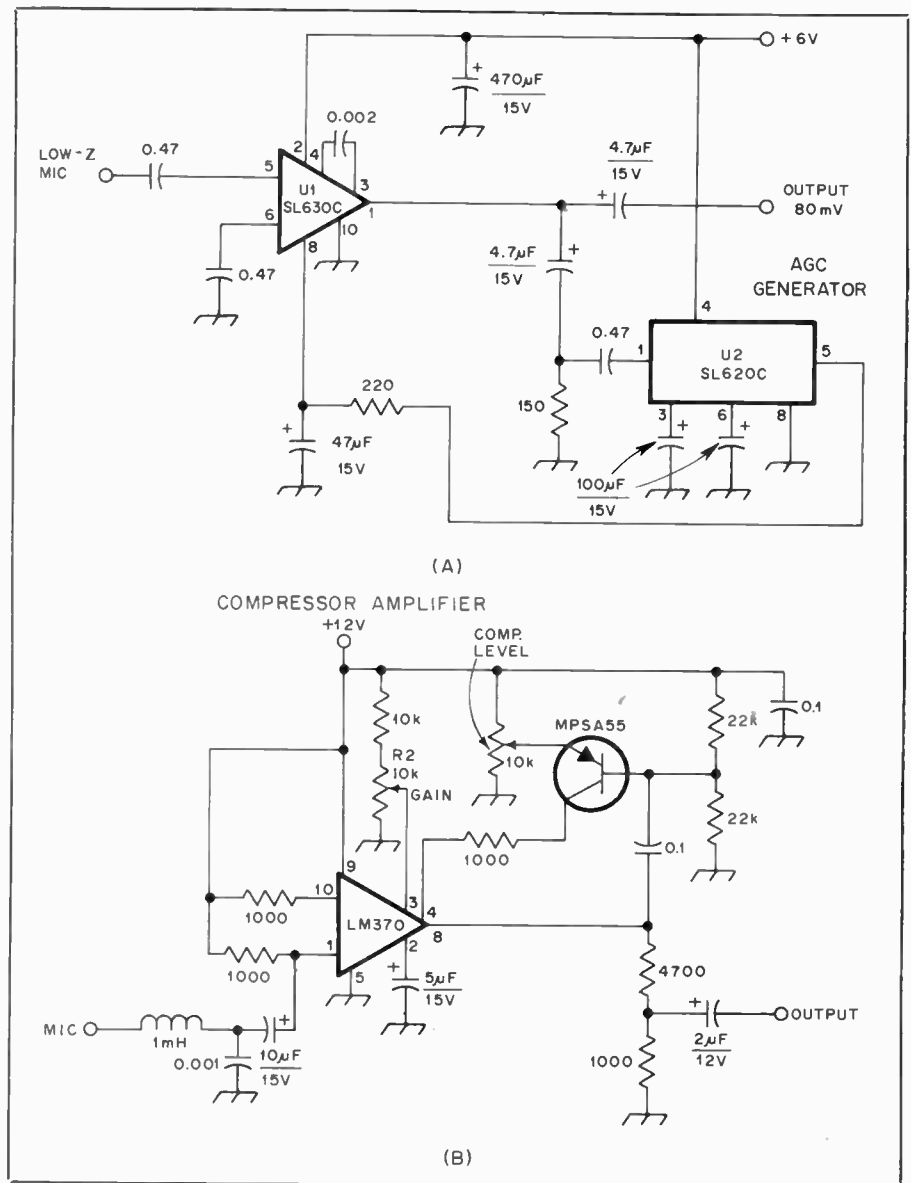 +6V
470µF
15V
0.002
LOW-Z
MIC
0.47
2
4
5
U1
SL630C
3
1
6
10
8
0.47
4.7µF
15V
OUTPUT
80mV
4.7µF
15V
AGC
GENERATOR
4
0.47
1
U2
SL620C
5
220
150
3
6
8
47µF
15V
100µF
15V
(A)
COMPRESSOR AMPLIFIER
+12V
COMP.
LEVEL
10k
MPSA55
22k
0.1
R2
10k
GAIN
10k
22k
1000
0.1
9
10
1000
LM370
3
4
8
1000
1
2
5
5µF
15V
4700
MIC
1mH
0.001
10µF
15V
OUTPUT
2µF
12V
1000
(B)